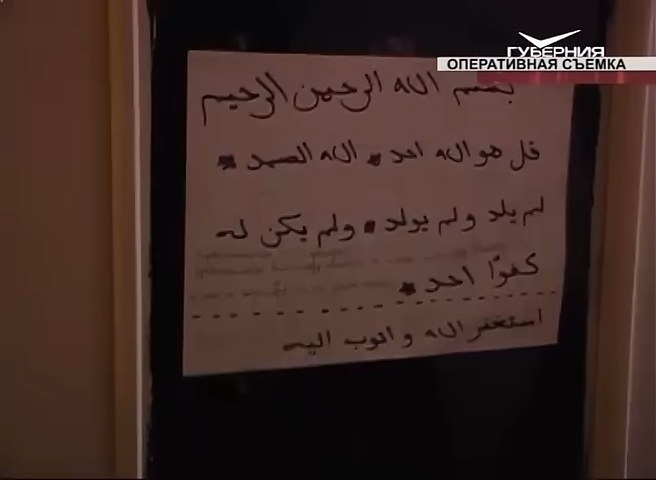 ГУБЕРНИЯ
ОПЕРАТИВНАЯ СЪЕМКА
بسم الله الرحمن الرحيم
قل هو الله احد * الله الصمد *
لم يلد ولم يولد * ولم يكن له
كفوًا احد *
استغفر الله و اتوب اليه